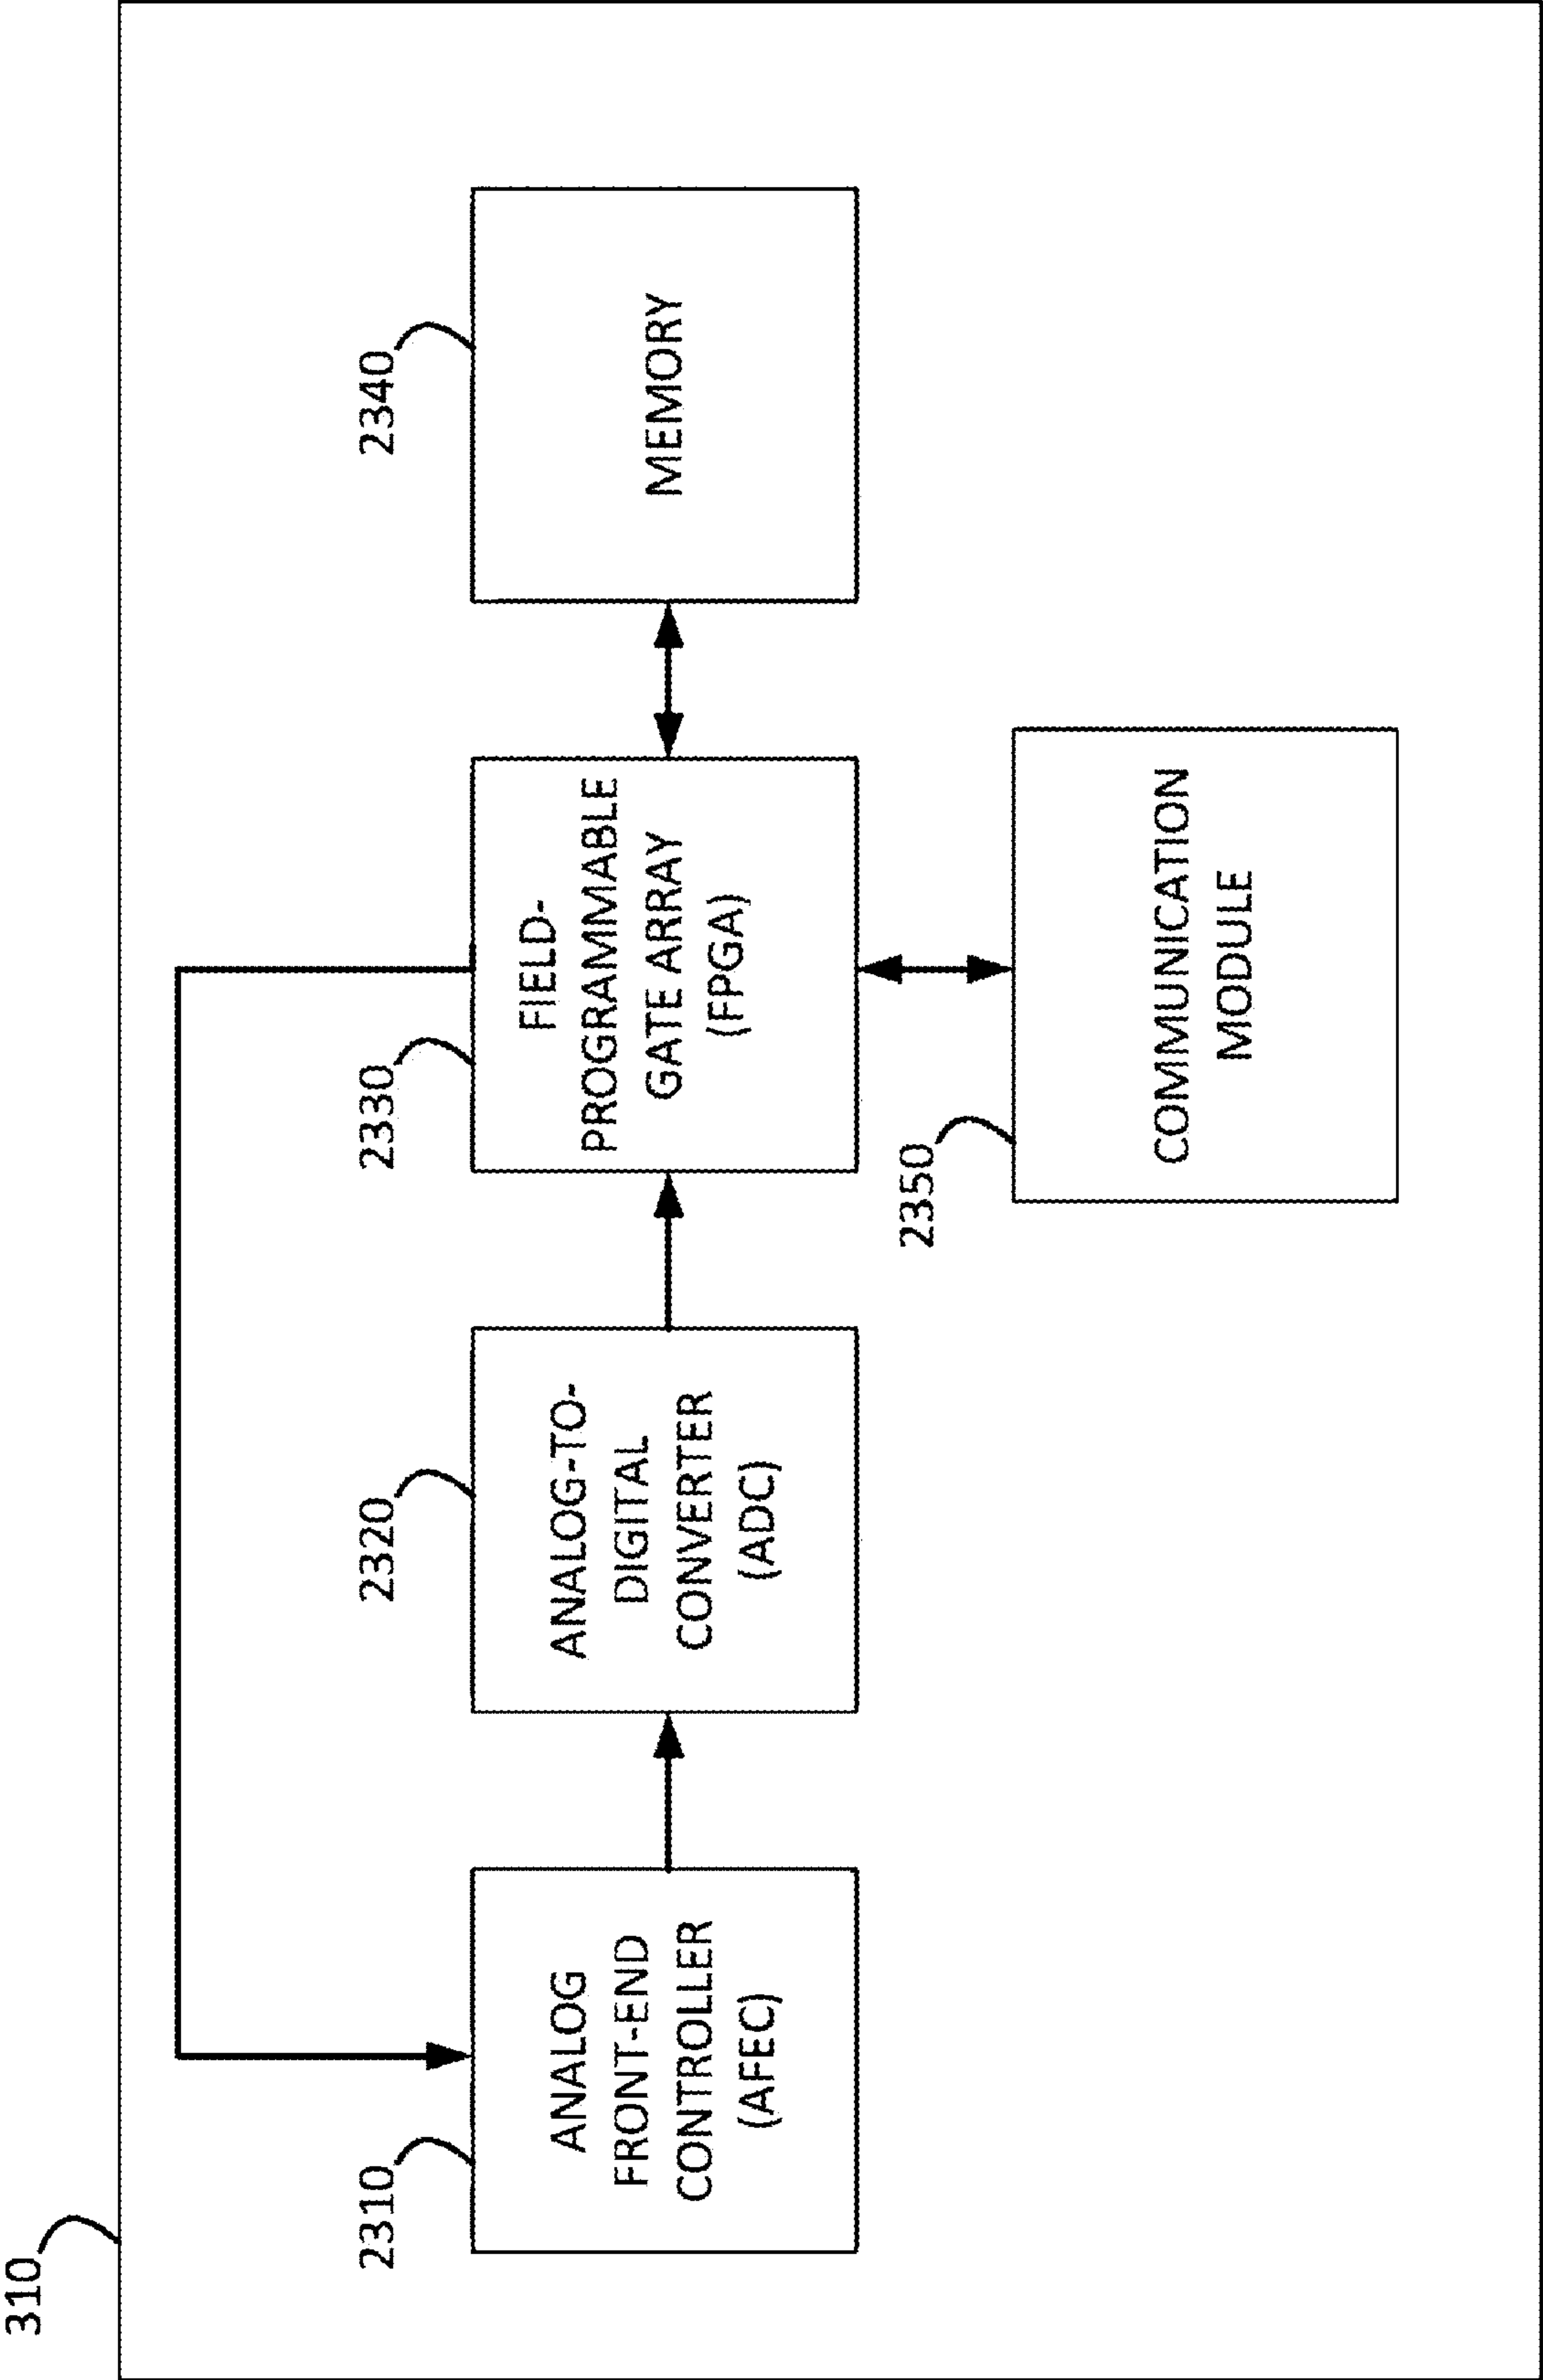 310
2310
ANALOG
FRONT-END
CONTROLLER
(AFEC)
2320
ANALOG-TO-
DIGITAL
CONVERTER
(ADC)
2330
FIELD-
PROGRAMMABLE
GATE ARRAY
(FPGA)
2340
MEMORY
2350
COMMUNICATION
MODULE